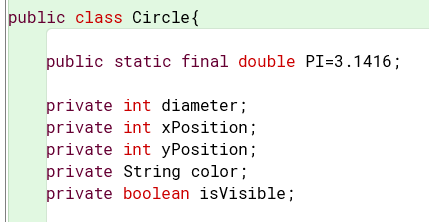 public class Circle{
public static final double PI=3.1416;
private int diameter;
private int xPosition;
private int yPosition;
private String color;
private boolean isVisible;